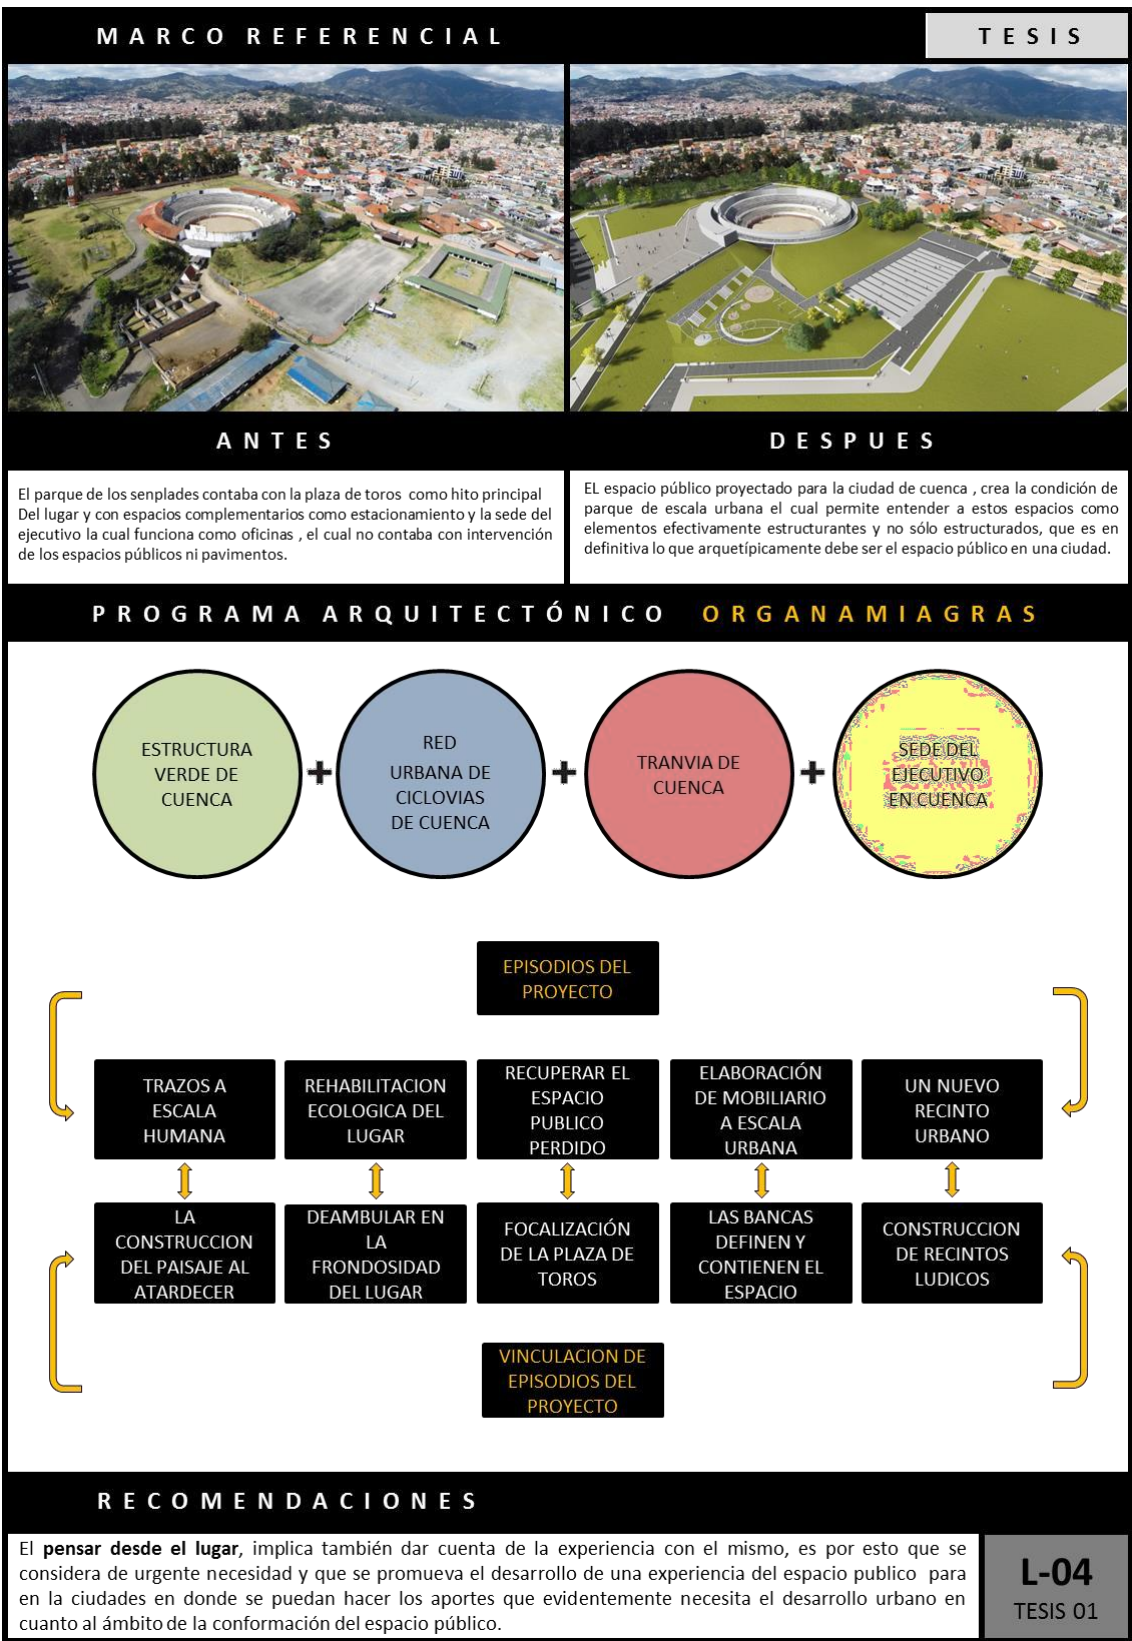 MARCO REFERENCIAL
TESIS
ANTES
DESPUES
El parque de los senplades contaba con la plaza de toros como hito principal
Del lugar y con espacios complementarios como estacionamiento y la sede del
ejecutivo la cual funciona como oficinas , el cual no contaba con intervención
de los espacios públicos ni pavimentos.
EL espacio público proyectado para la ciudad de cuenca , crea la condición de
parque de escala urbana el cual permite entender a estos espacios como
elementos efectivamente estructurantes y no sólo estructurados, que es en
definitiva lo que arquetípicamente debe ser el espacio público en una ciudad.
PROGRAMA ARQUITECTÓNICO ORGANAMIAGRAS
ESTRUCTURA
VERDE DE
CUENCA
+
RED
URBANA DE
CICLOVIAS
DE CUENCA
+
TRANVIA DE
CUENCA
+
SEDE DEL
EJECUTIVO
EN CUENCA
EPISODIOS DEL
PROYECTO
TRAZOS A
ESCALA
HUMANA
REHABILITACION
ECOLOGICA DEL
LUGAR
RECUPERAR EL
ESPACIO
PUBLICO
PERDIDO
ELABORACIÓN
DE MOBILIARIO
A ESCALA
URBANA
UN NUEVO
RECINTO
URBANO
LA
CONSTRUCCION
DEL PAISAJE AL
ATARDECER
DEAMBULAR EN
LA
FRONDOSIDAD
DEL LUGAR
FOCALIZACIÓN
DE LA PLAZA DE
TOROS
LAS BANCAS
DEFINEN Y
CONTIENEN EL
ESPACIO
CONSTRUCCION
DE RECINTOS
LUDICOS
VINCULACION DE
EPISODIOS DEL
PROYECTO
RECOMENDACIONES
El pensar desde el lugar, implica también dar cuenta de la experiencia con el mismo, es por esto que se
considera de urgente necesidad y que se promueva el desarrollo de una experiencia del espacio publico para
en la ciudades en donde se puedan hacer los aportes que evidentemente necesita el desarrollo urbano en
cuanto al ámbito de la conformación del espacio público.
L-04
TESIS 01